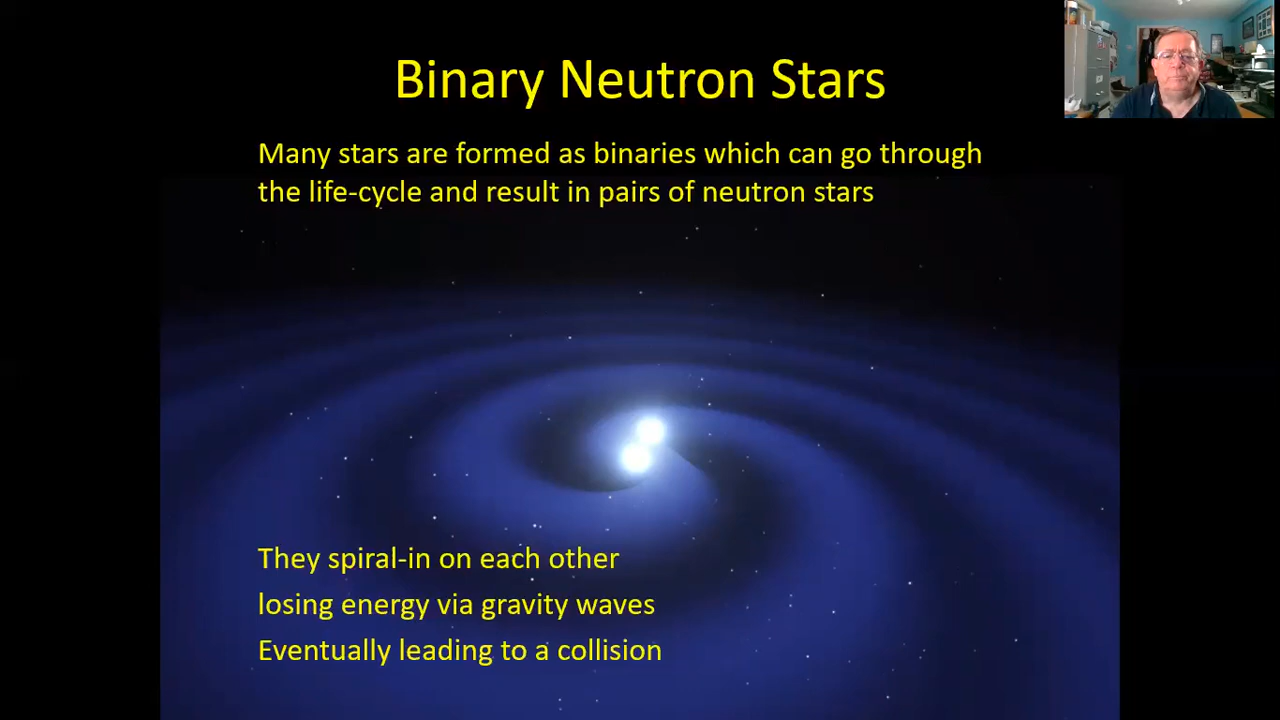 Binary Neutron Stars
Many stars are formed as binaries which can go through
the life-cycle and result in pairs of neutron stars
They spiral-in on each other
losing energy via gravity waves
Eventually leading to a collision